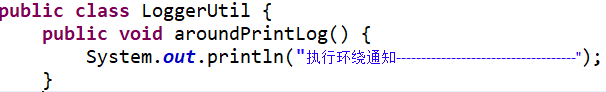 public class LoggerUtil {
    public void aroundPrintLog() {
        System.out.println("执行环绕通知------------------------------------");
    }